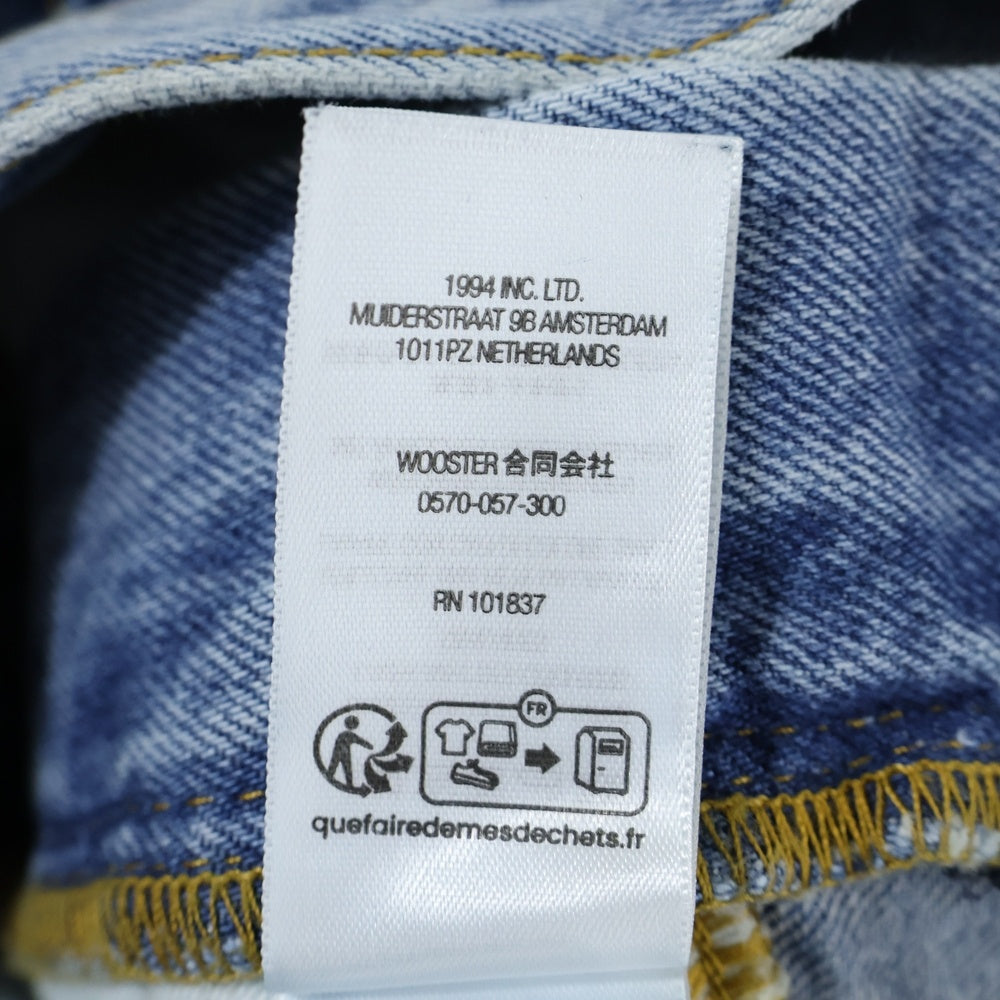 1994 INC. LTD.
MUIDERSTRAAT 9B AMSTERDAM
1011PZ NETHERLANDS
WOOSTER 合同会社
0570-057-300
RN 101837
FR
quefairedemesdechets.fr